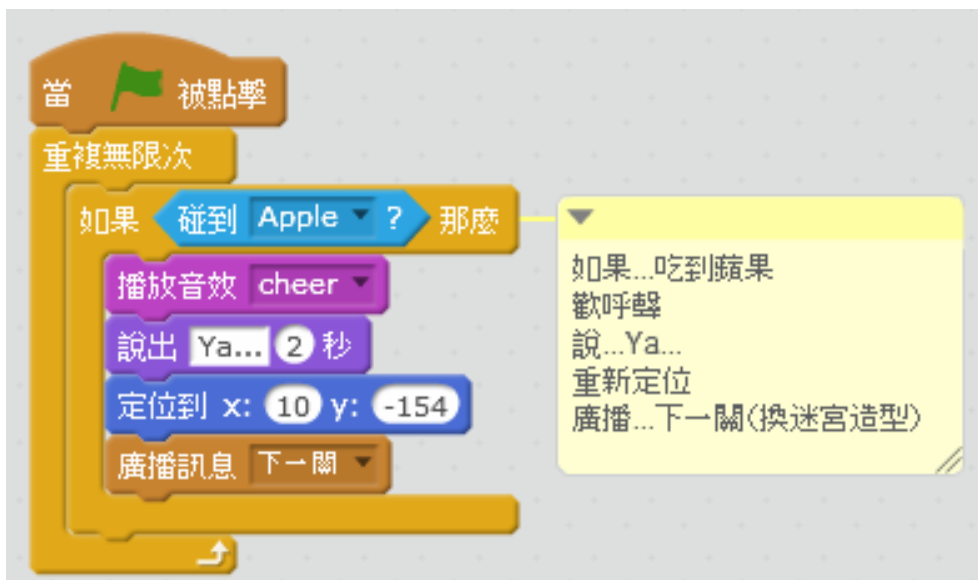 當 被點擊
重複無限次
如果 碰到 Apple ? 那麼
播放音效 cheer
說出 Ya... 2 秒
定位到 x: 10 y: -154
廣播訊息 下一關
如果...吃到蘋果
歡呼聲
說...Ya...
重新定位
廣播...下一關(換迷宮造型)